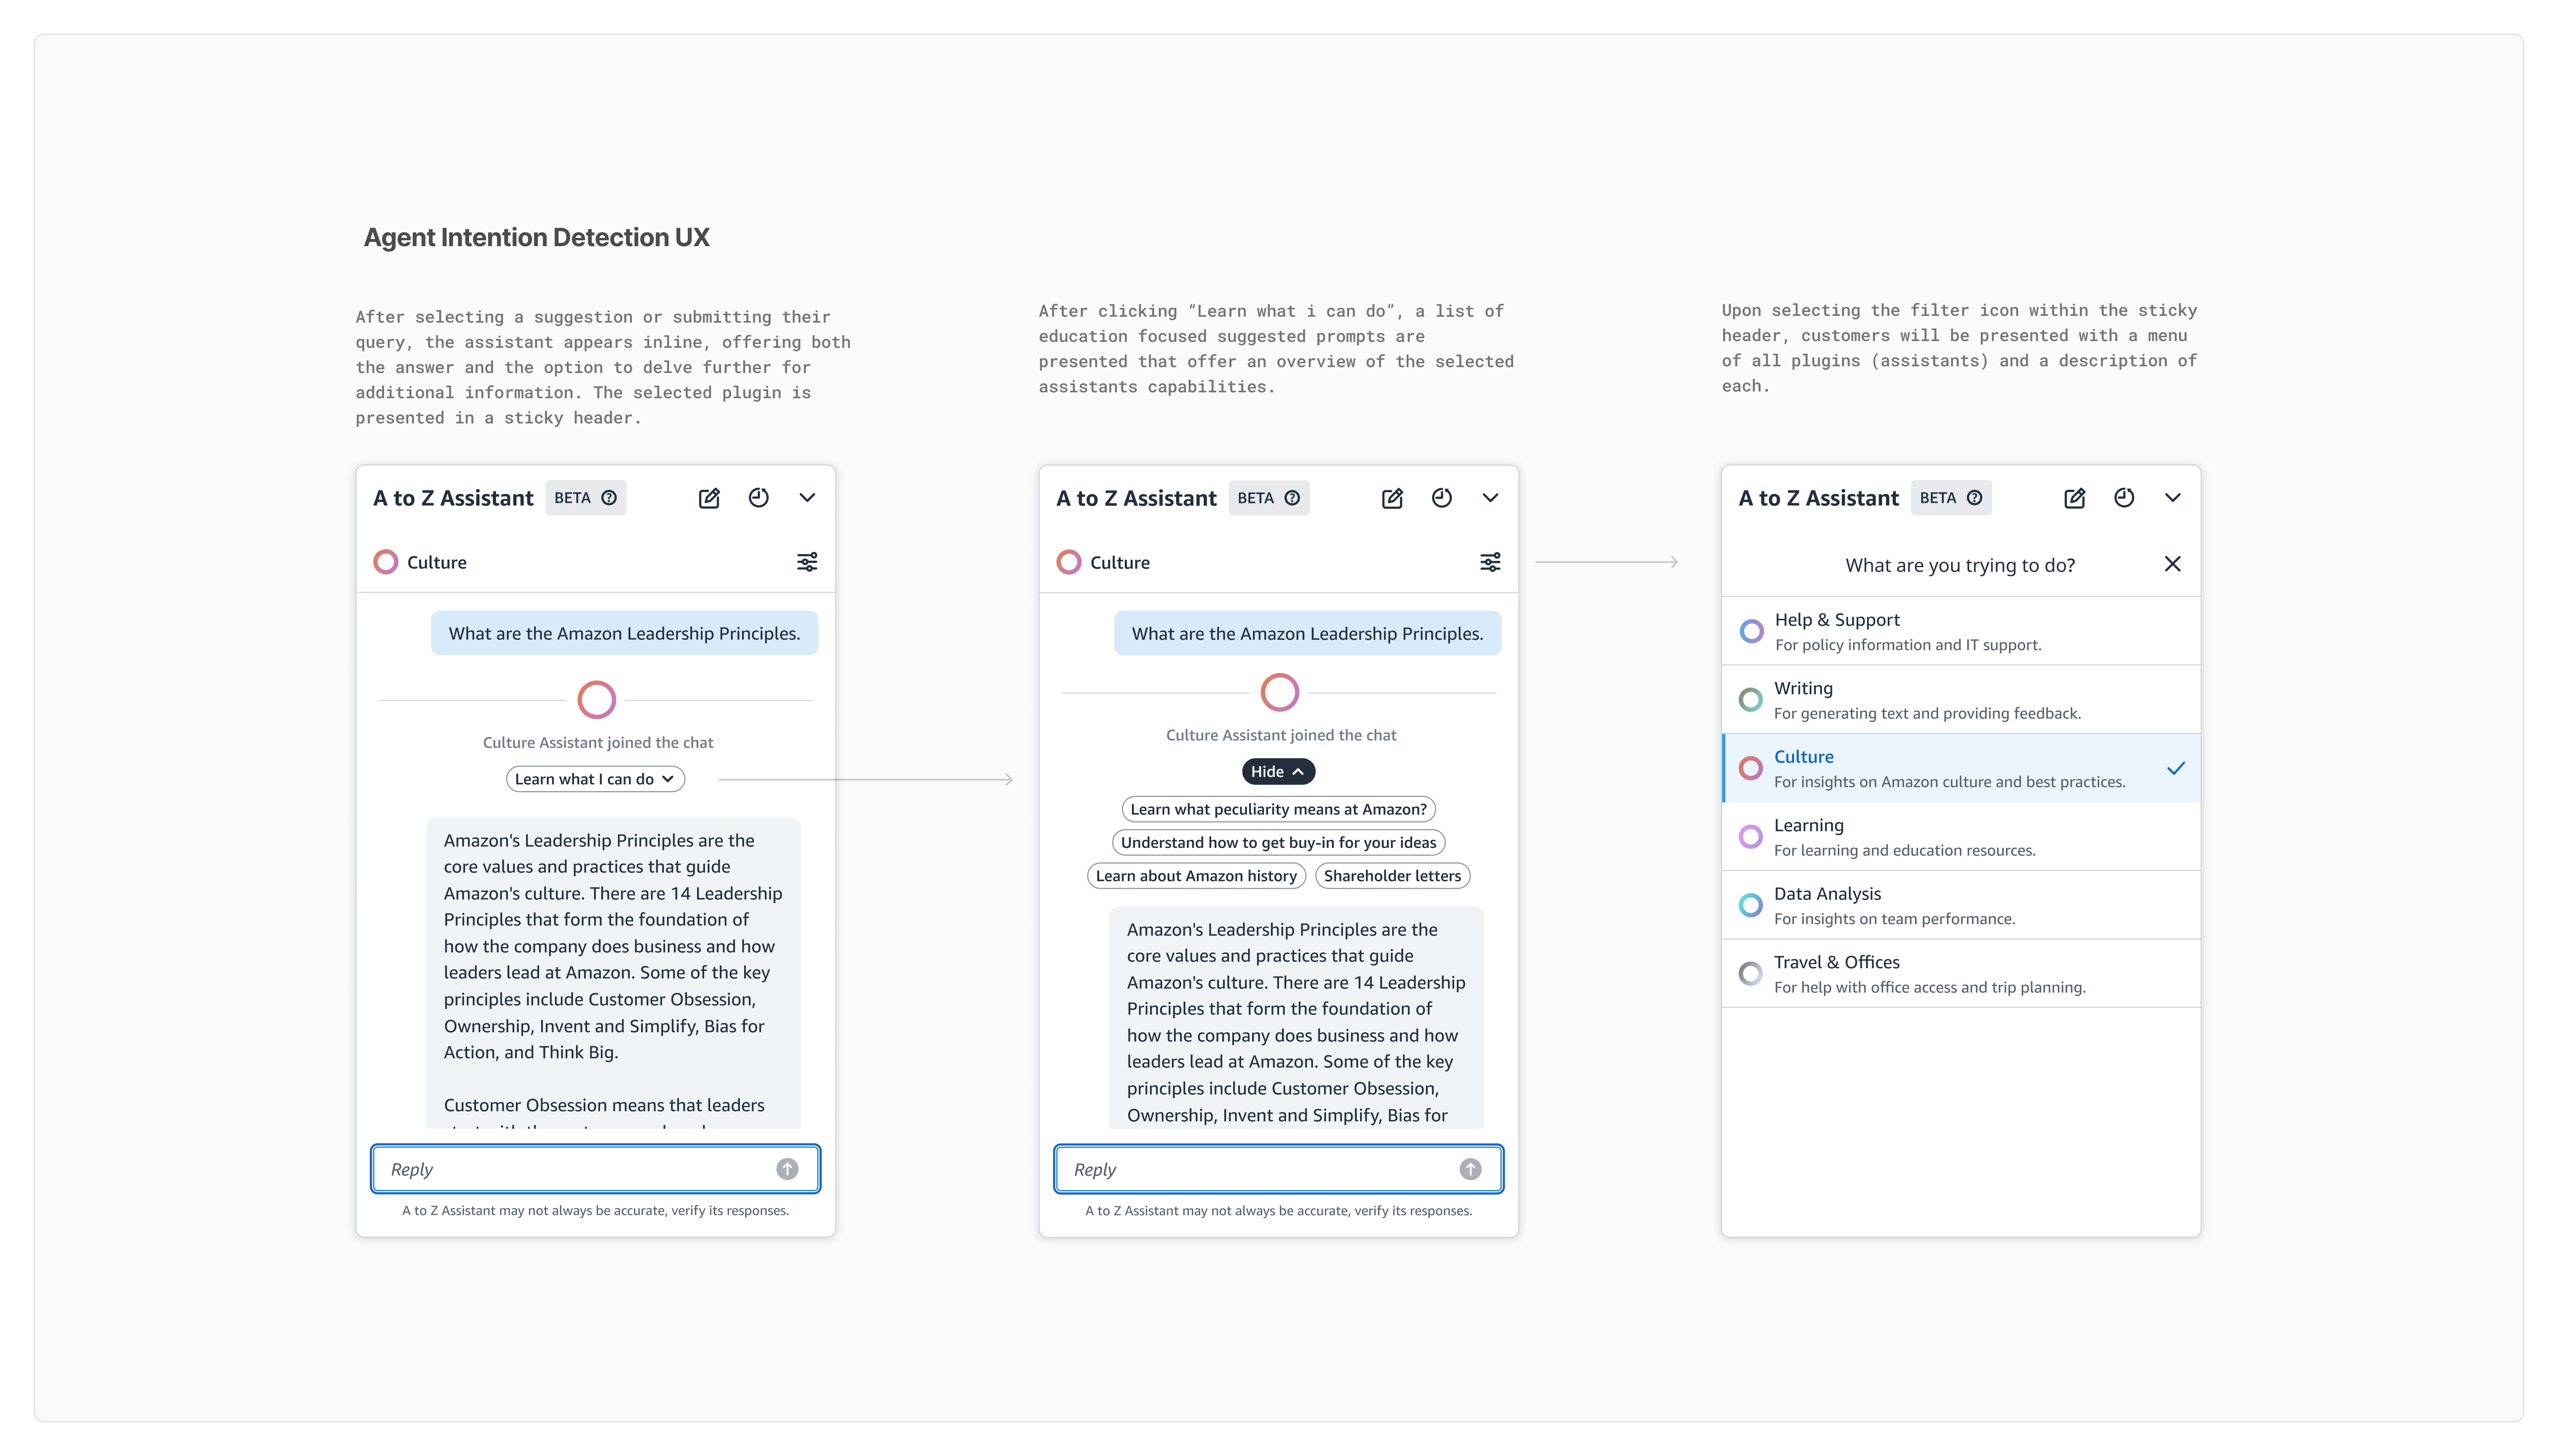 Agent Intention Detection UX
After selecting a suggestion or submitting their
query, the assistant appears inline, offering both
the answer and the option to delve further for
additional information. The selected plugin is
presented in a sticky header.
A to Z Assistant BETA
Culture
What are the Amazon Leadership Principles.
Culture Assistant joined the chat
Learn what I can do
Amazon's Leadership Principles are the
core values and practices that guide
Amazon's culture. There are 14 Leadership
Principles that form the foundation of
how the company does business and how
leaders lead at Amazon. Some of the key
principles include Customer Obsession,
Ownership, Invent and Simplify, Bias for
Action, and Think Big.
Customer Obsession means that leaders
Reply
A to Z Assistant may not always be accurate, verify its responses.
After clicking “Learn what i can do”, a list of
education focused suggested prompts are
presented that offer an overview of the selected
assistants capabilities.
A to Z Assistant BETA
Culture
What are the Amazon Leadership Principles.
Culture Assistant joined the chat
Hide
Learn what peculiarity means at Amazon?
Understand how to get buy-in for your ideas
Learn about Amazon history Shareholder letters
Amazon's Leadership Principles are the
core values and practices that guide
Amazon's culture. There are 14 Leadership
Principles that form the foundation of
how the company does business and how
leaders lead at Amazon. Some of the key
principles include Customer Obsession,
Ownership, Invent and Simplify, Bias for
Reply
A to Z Assistant may not always be accurate, verify its responses.
Upon selecting the filter icon within the sticky
header, customers will be presented with a menu
of all plugins (assistants) and a description of
each.
A to Z Assistant BETA
What are you trying to do?
Help & Support
For policy information and IT support.
Writing
For generating text and providing feedback.
Culture
For insights on Amazon culture and best practices.
Learning
For learning and education resources.
Data Analysis
For insights on team performance.
Travel & Offices
For help with office access and trip planning.